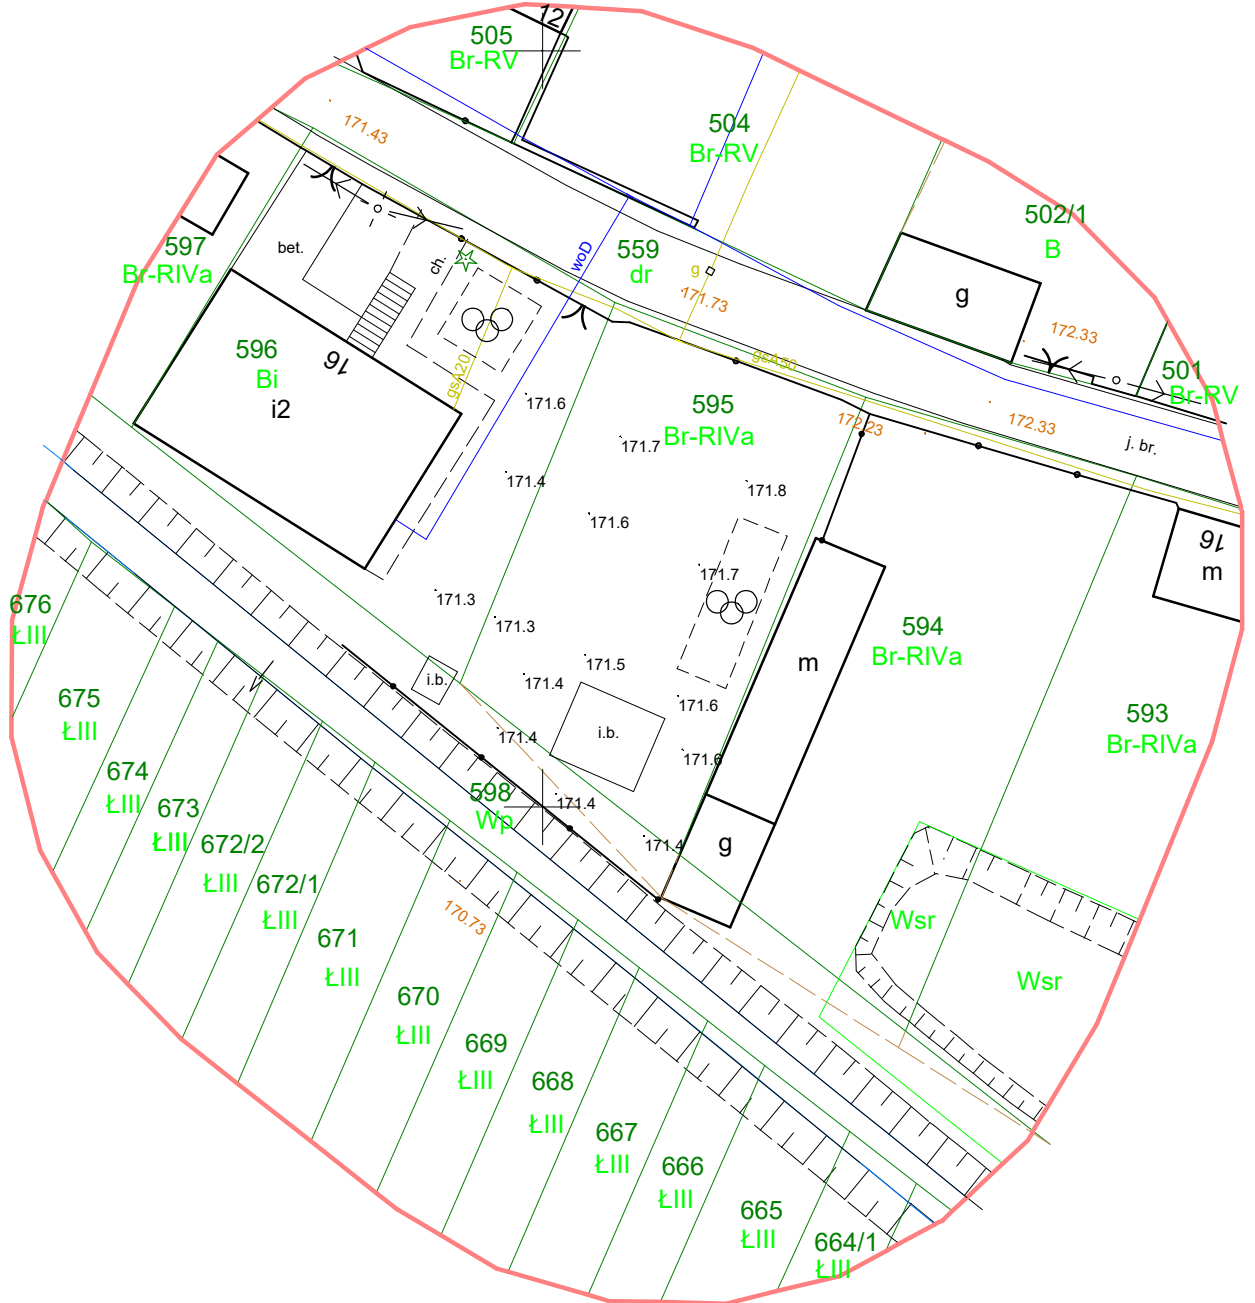 12
505
Br-RV
171.43
504
Br-RV
502/1
B
597
Br-RIVa
bet.
ch.
woD
559
dr
g
171.73
g
172.33
501
Br-RV
596
Bi
i2
16
gsA20
gsA50
595
Br-RIVa
172.23
172.33
j. br.
171.6
171.7
171.4
171.8
171.6
16
m
171.7
171.3
171.3
676
ŁIII
594
Br-RIVa
m
171.5
i.b.
171.4
171.6
675
ŁIII
593
Br-RIVa
171.4
i.b.
171.6
674
ŁIII
598
Wp
171.4
673
ŁIII
672/2
ŁIII
171.4
g
672/1
ŁIII
170.73
Wsr
671
ŁIII
Wsr
670
ŁIII
669
ŁIII
668
ŁIII
667
ŁIII
666
ŁIII
665
ŁIII
664/1
ŁIII